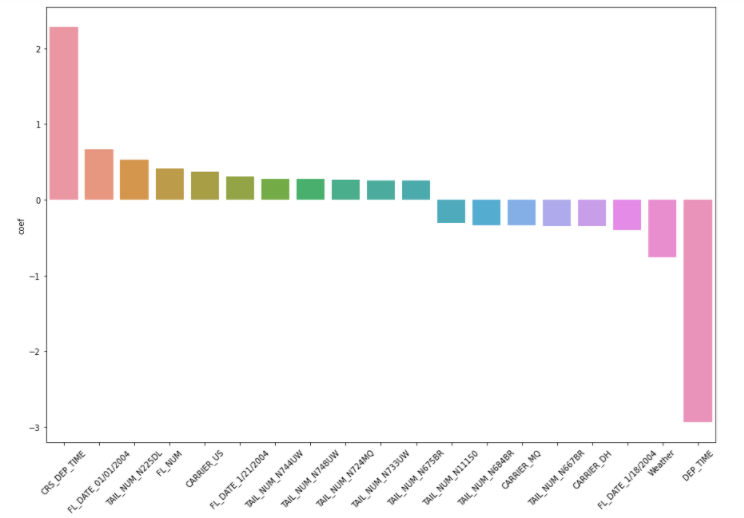 2
1
0
−1
−2
−3
coef
CRS_DEP_TIME
FL_DATE_01/01/2004
TAIL_NUM_N225DL
FL_NUM
CARRIER_US
FL_DATE_1/21/2004
TAIL_NUM_N744UW
TAIL_NUM_N748UW
TAIL_NUM_N724MQ
TAIL_NUM_N733UW
TAIL_NUM_N675BR
TAIL_NUM_N11150
TAIL_NUM_N684BR
CARRIER_MQ
TAIL_NUM_N667BR
CARRIER_DH
FL_DATE_1/18/2004
Weather
DEP_TIME